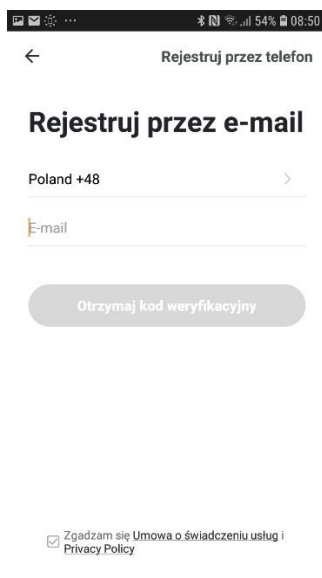 54% 08:50
Rejestruj przez telefon
Rejestruj przez e-mail
Poland +48
E-mail
Otrzymaj kod weryfikacyjny
Zgadzam się Umowa o świadczeniu usług i
Privacy Policy